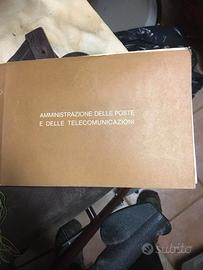 AMMINISTRAZIONE DELLE POSTE
E DELLE TELECOMUNICAZIONI
subito